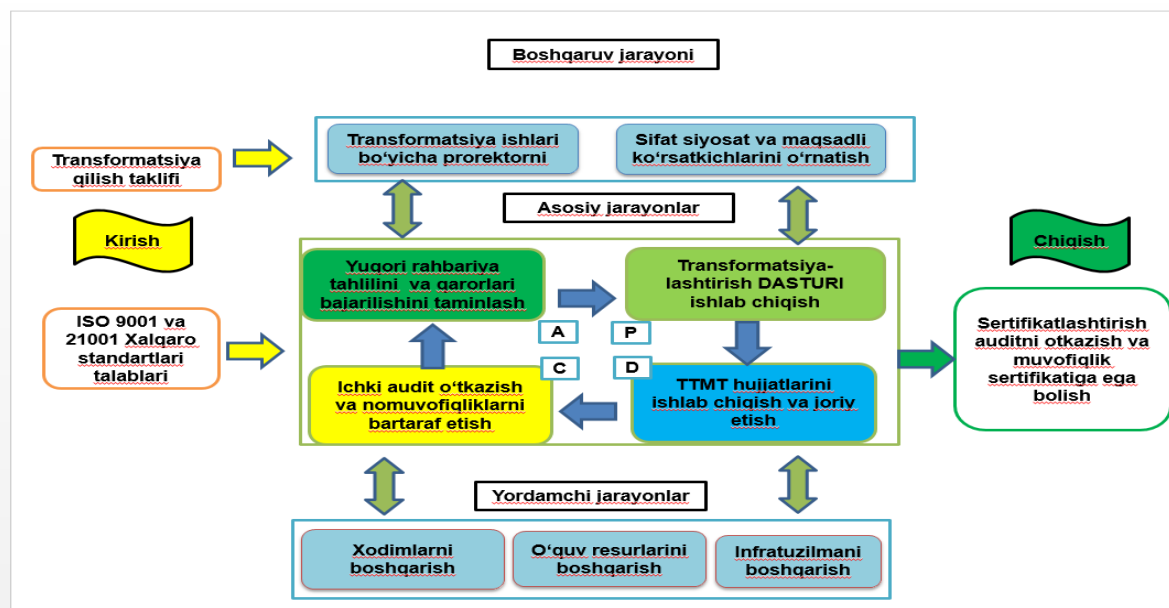 Boshqaruv jarayoni
Transformatsiya
qilish taklifi
Transformatsiya ishlari
bo‘yicha prorektorni
Sifat siyosat va maqsadli
ko‘rsatkichlarini o‘rnatish
Asosiy jarayonlar
Kirish
Chiqish
Yuqori rahbariya
tahlilini va qarorlari
bajarilishini taminlash
Transformatsiya-
lashtirish DASTURI
ishlab chiqish
A
P
C
D
ISO 9001 va
21001 Xalqaro
standartlari
talablari
Ichki audit o‘tkazish
va nomuvofiqliklarni
bartaraf etish
TTMT hujjatlarini
ishlab chiqish va joriy
etish
Sertifikatlashtirish
auditni otkazish va
muvofiqlik
sertifikatiga ega
bolish
Yordamchi jarayonlar
Xodimlarni
boshqarish
O‘quv resurlarini
boshqarish
Infratuzilmani
boshqarish